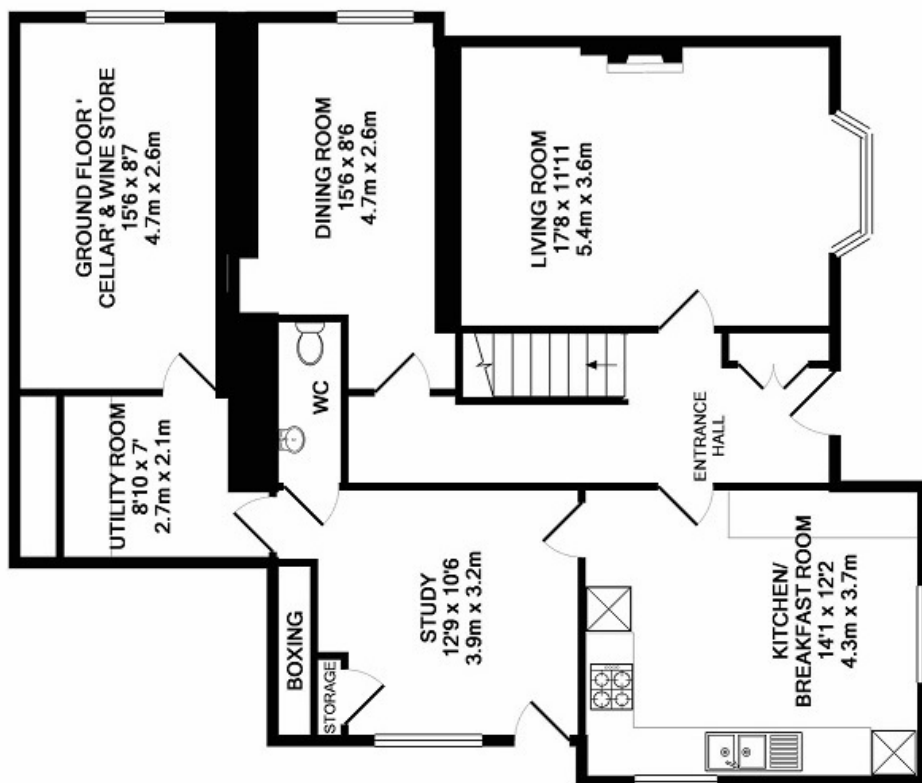 GROUND FLOOR '
CELLAR' & WINE STORE
15'6 x 8'7
4.7m x 2.6m
DINING ROOM
15'6 x 8'6
4.7m x 2.6m
LIVING ROOM
17'8 x 11'11
5.4m x 3.6m
WC
UTILITY ROOM
8'10 x 7'
2.7m x 2.1m
ENTRANCE
HALL
BOXING
STORAGE
STUDY
12'9 x 10'6
3.9m x 3.2m
KITCHEN/
BREAKFAST ROOM
14'1 x 12'2
4.3m x 3.7m